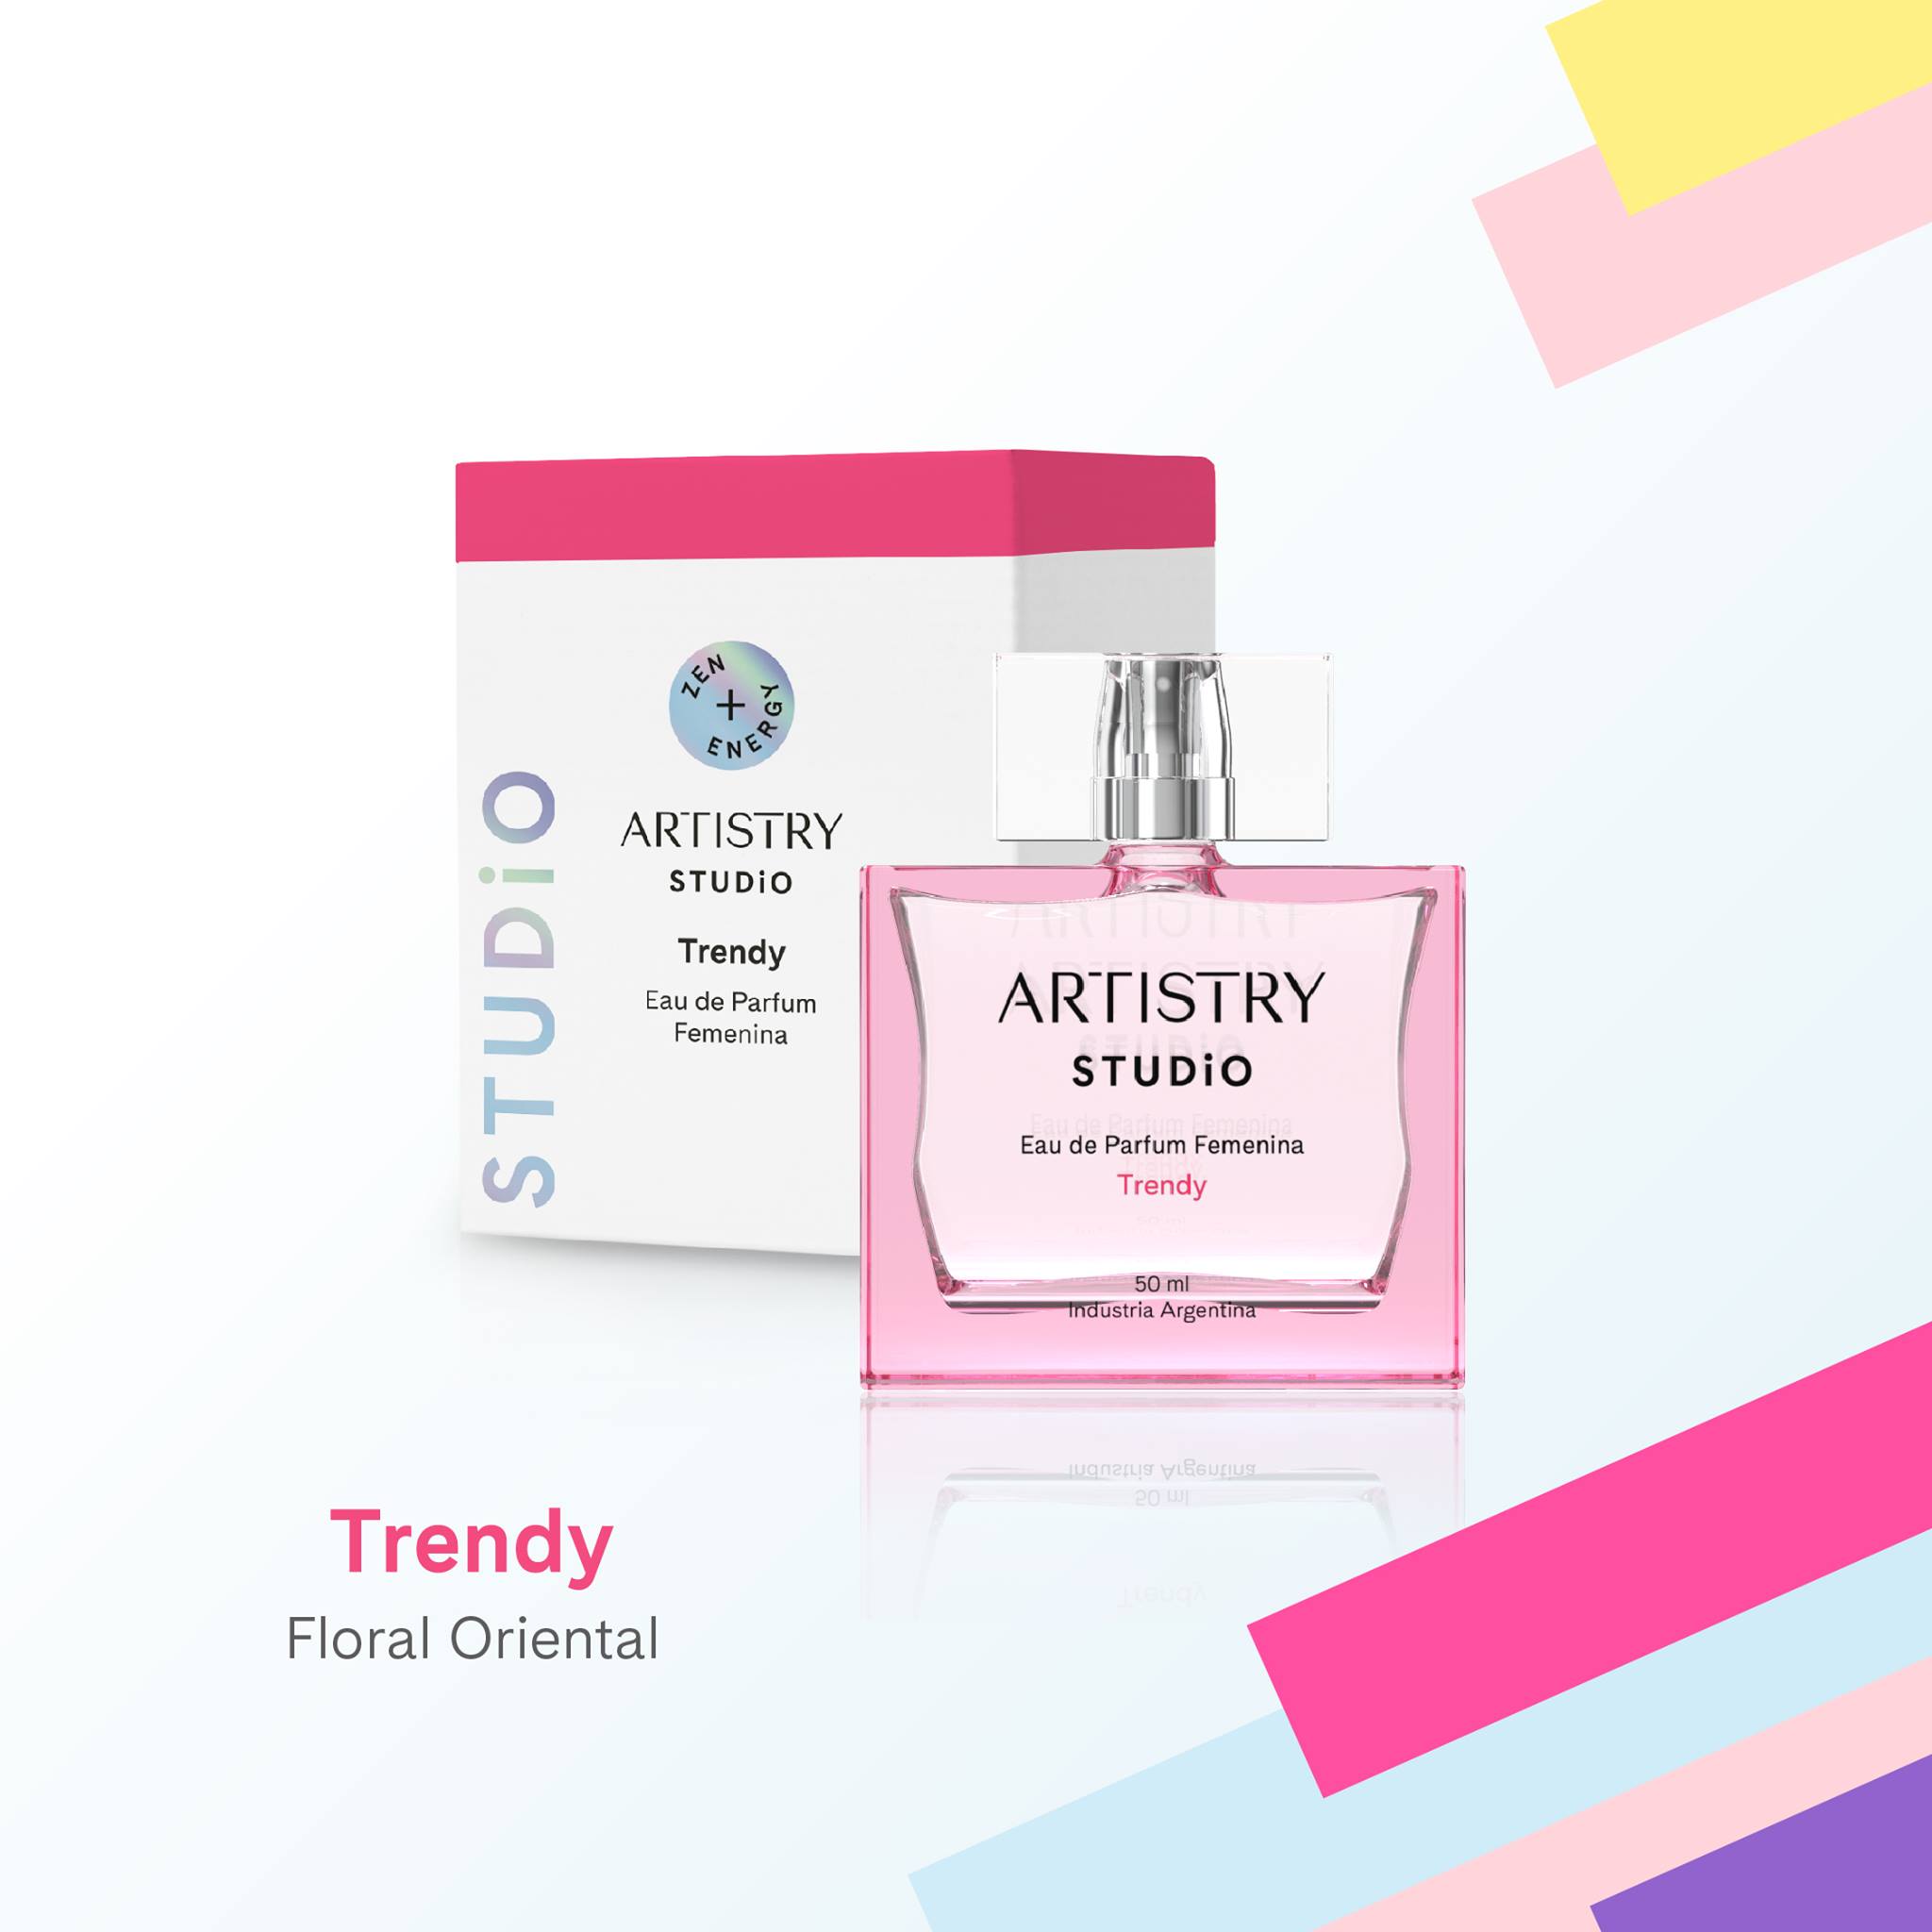 ZEN
+
ENERGY
STUDiO
ARTISTRY
STUDiO
Trendy
Eau de Parfum
Femenina
ARTISTRY
STUDiO
Eau de Parfum Femenina
Trendy
50 ml
Industria Argentina
Trendy
Floral Oriental